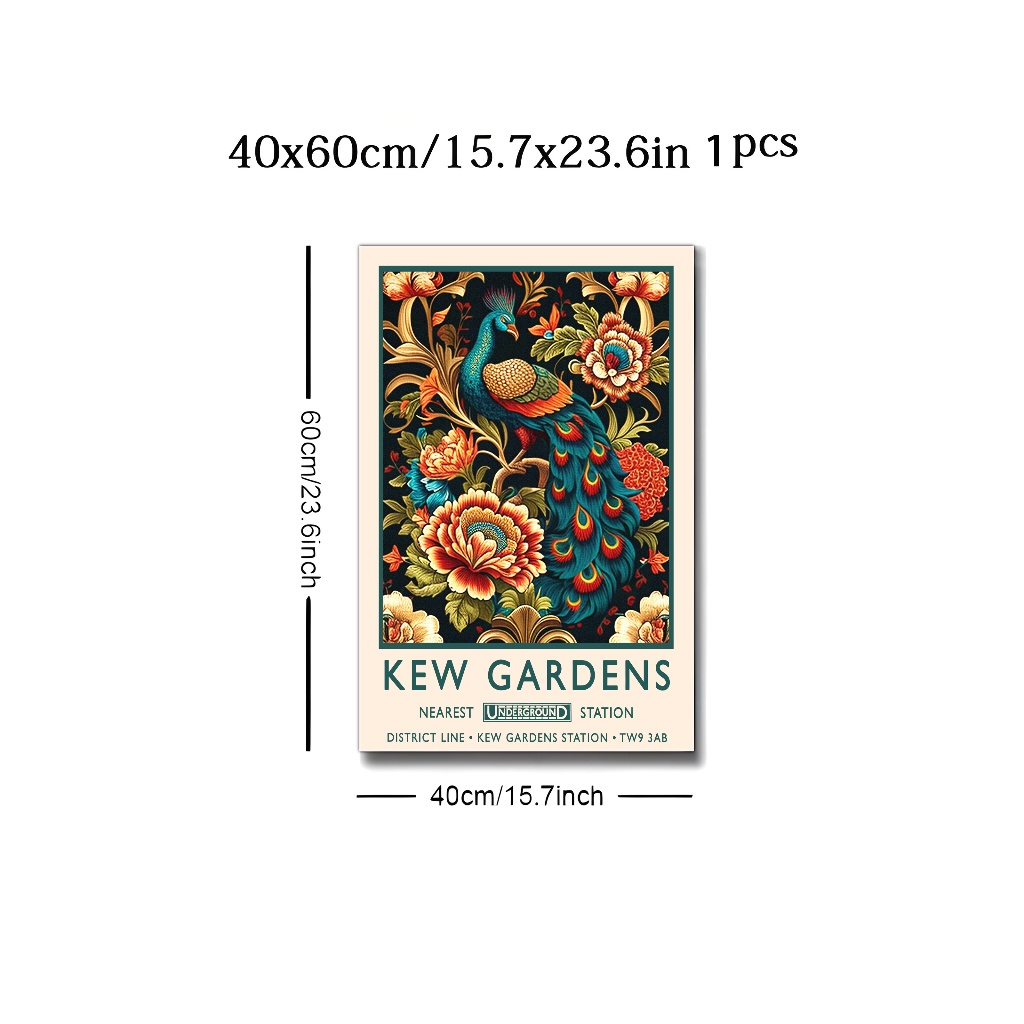 40x60cm/15.7x23.6in 1pcs
60cm/23.6inch
KEW GARDENS
NEAREST UNDERGROUND STATION
DISTRICT LINE • KEW GARDENS STATION • TW9 3AB
40cm/15.7inch